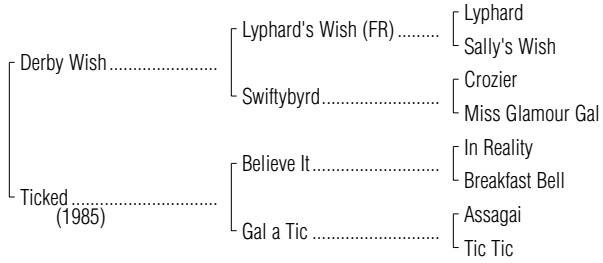 Lyphard
Lyphard's Wish (FR) .........
Sally's Wish
Derby Wish ........................
Crozier
Swiftybyrd..........................
Miss Glamour Gal
In Reality
Believe It ............................
Breakfast Bell
Ticked ................................
(1985)
Assagai
Gal a Tic ............................
Tic Tic